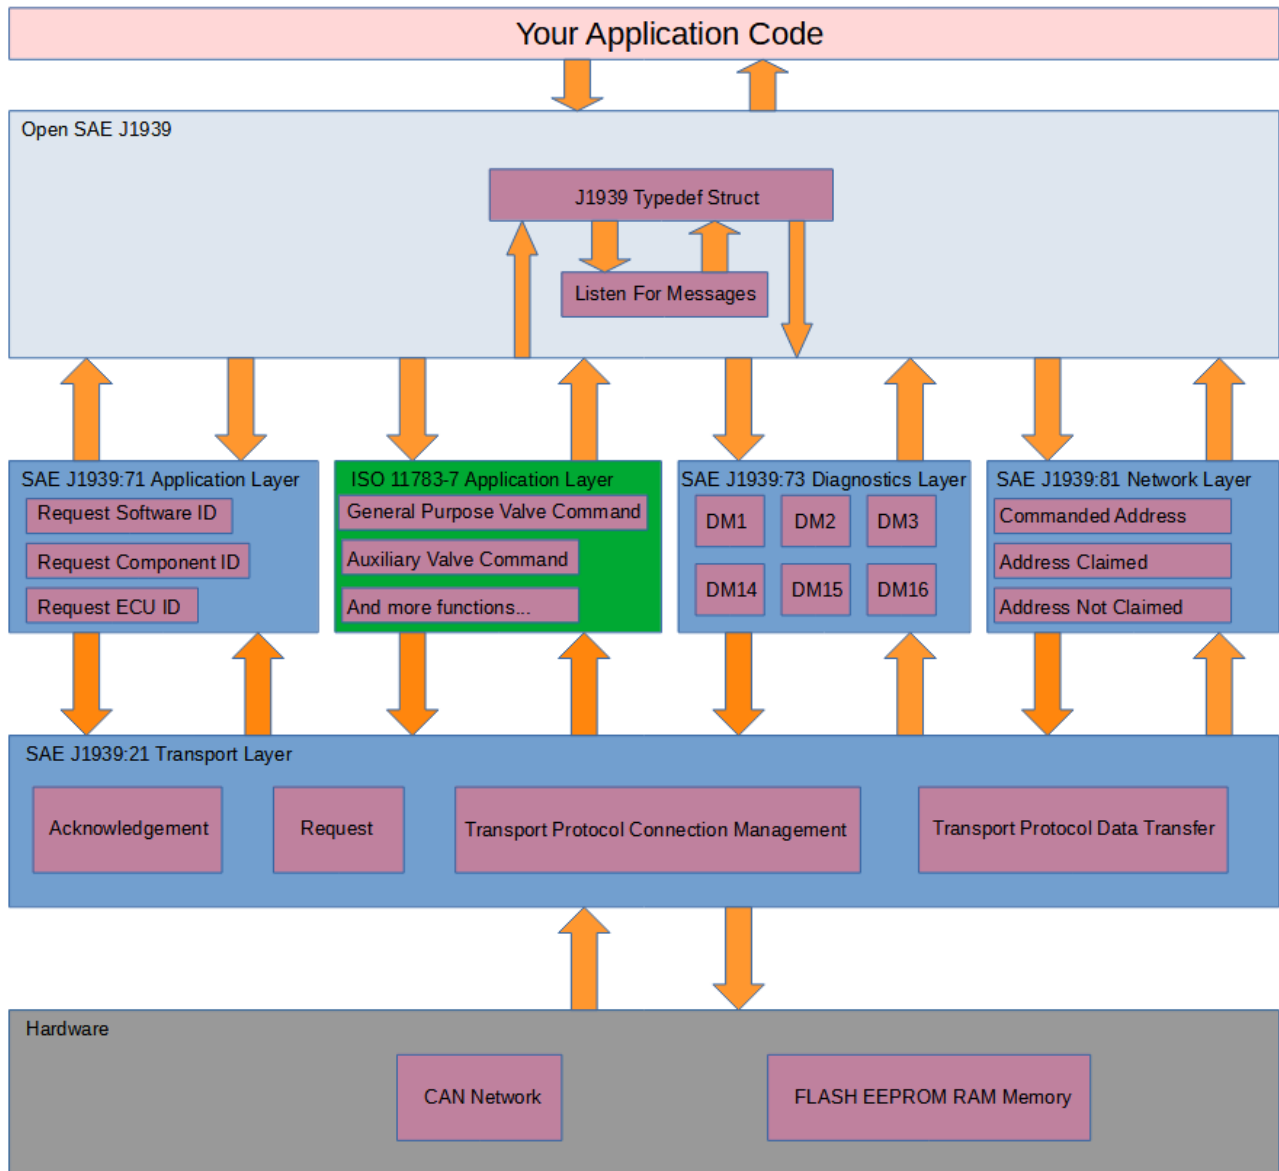 Your Application Code
Open SAE J1939
J1939 Typedef Struct
Listen For Messages
SAE J1939:71 Application Layer
Request Software ID
Request Component ID
Request ECU ID
ISO 11783-7 Application Layer
General Purpose Valve Command
Auxiliary Valve Command
And more functions...
SAE J1939:73 Diagnostics Layer
DM1
DM2
DM3
DM14
DM15
DM16
SAE J1939:81 Network Layer
Commanded Address
Address Claimed
Address Not Claimed
SAE J1939:21 Transport Layer
Acknowledgement
Request
Transport Protocol Connection Management
Transport Protocol Data Transfer
Hardware
CAN Network
FLASH EEPROM RAM Memory